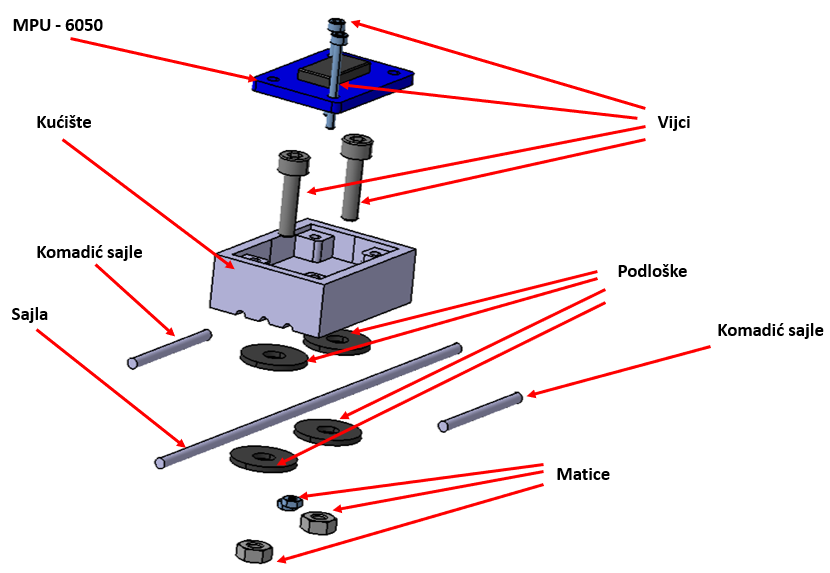 MPU - 6050
Kućište
Vijci
Komadić sajle
Podloške
Sajla
Komadić sajle
Matice